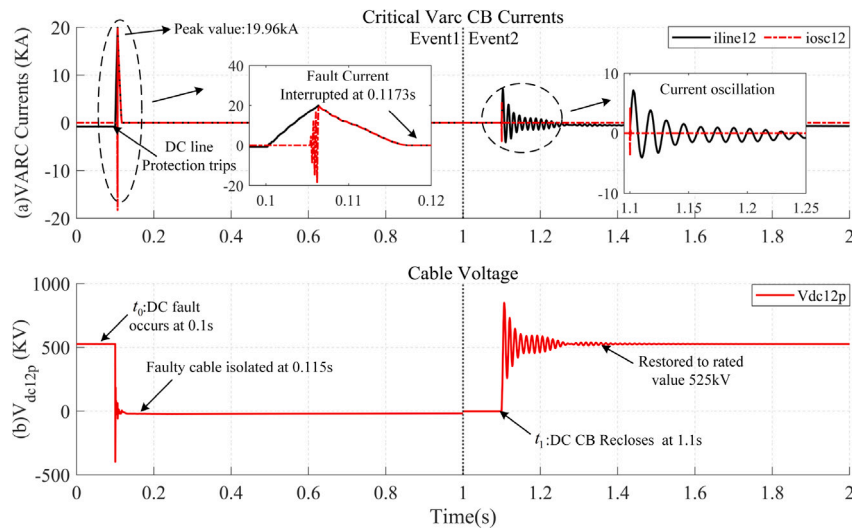 Critical Varc CB Currents
Peak value:19.96kA
Event1 Event2
iline12 iosc12
20
10
0
-10
-20
(a)VARC Currents (KA)
DC line
Protection trips
Fault Current
Interrupted at 0.1173s
40
20
0
-20
-40
0.1 0.11 0.12
Current oscillation
10
0
-10
1.1 1.15 1.2 1.25
0 0.2 0.4 0.6 0.8 1 1.2 1.4 1.6 1.8 2
Cable Voltage
1000
500
0
-500
(b)Vdc12p (KV)
t0:DC fault
occurs at 0.1s
Faulty cable isolated at 0.115s
Vdc12p
Restored to rated
value 525kV
t1:DC CB Recloses at 1.1s
0 0.2 0.4 0.6 0.8 1 1.2 1.4 1.6 1.8 2
Time(s)